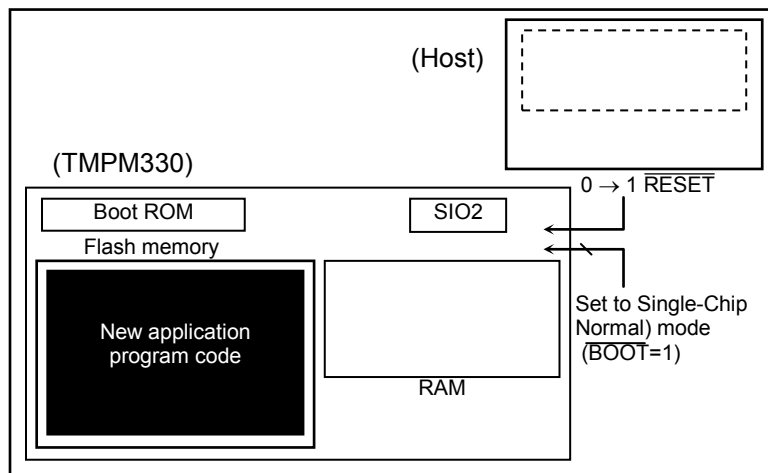 (Host)
(TMPM330)
0 → 1 RESET
Boot ROM
SIO2
Flash memory
New application
program code
RAM
Set to Single-Chip
Normal) mode
(BOOT=1)